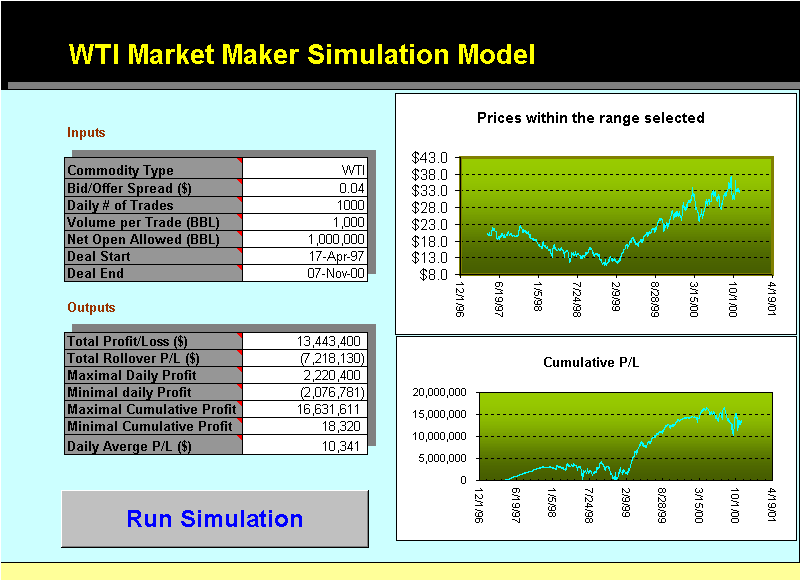 WTI Market Maker Simulation Model
Inputs
Commodity Type WTI
Bid/Offer Spread ($) 0.04
Daily # of Trades 1000
Volume per Trade (BBL) 1,000
Net Open Allowed (BBL) 1,000,000
Deal Start 17-Apr-97
Deal End 07-Nov-00
Outputs
Total Profit/Loss ($) 13,443,400
Total Rollover P/L ($) (7,218,130)
Maximal Daily Profit 2,220,400
Minimal daily Profit (2,076,781)
Maximal Cumulative Profit 16,631,611
Minimal Cumulative Profit 18,320
Daily Averge P/L ($) 10,341
Run Simulation
Prices within the range selected
$43.0
$38.0
$33.0
$28.0
$23.0
$18.0
$13.0
$8.0
12/1/96 6/19/97 1/5/98 7/24/98 2/9/99 8/28/99 3/15/00 10/1/00 4/19/01
Cumulative P/L
20,000,000
15,000,000
10,000,000
5,000,000
0
12/1/96 6/19/97 1/5/98 7/24/98 2/9/99 8/28/99 3/15/00 10/1/00 4/19/01